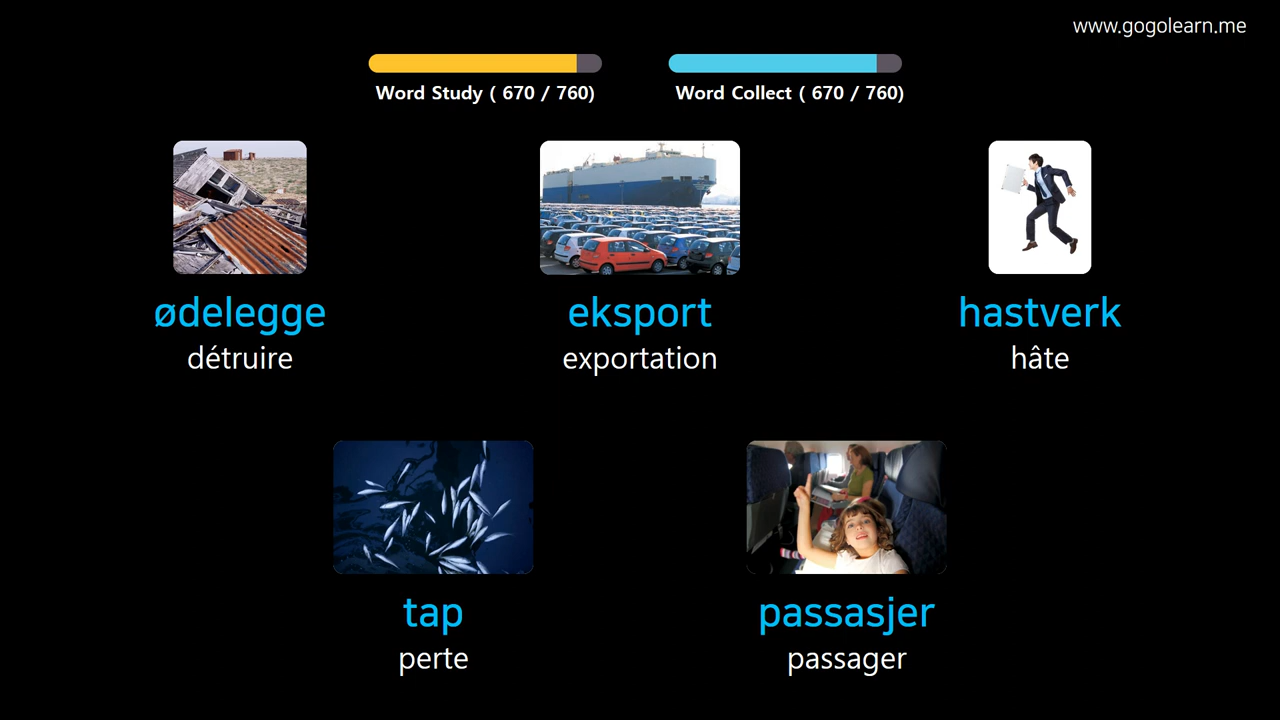 www.gogolearn.me
Word Study ( 670 / 760)
Word Collect ( 670 / 760)
ødelegge
détruire
eksport
exportation
hastverk
hâte
tap
perte
passasjer
passager